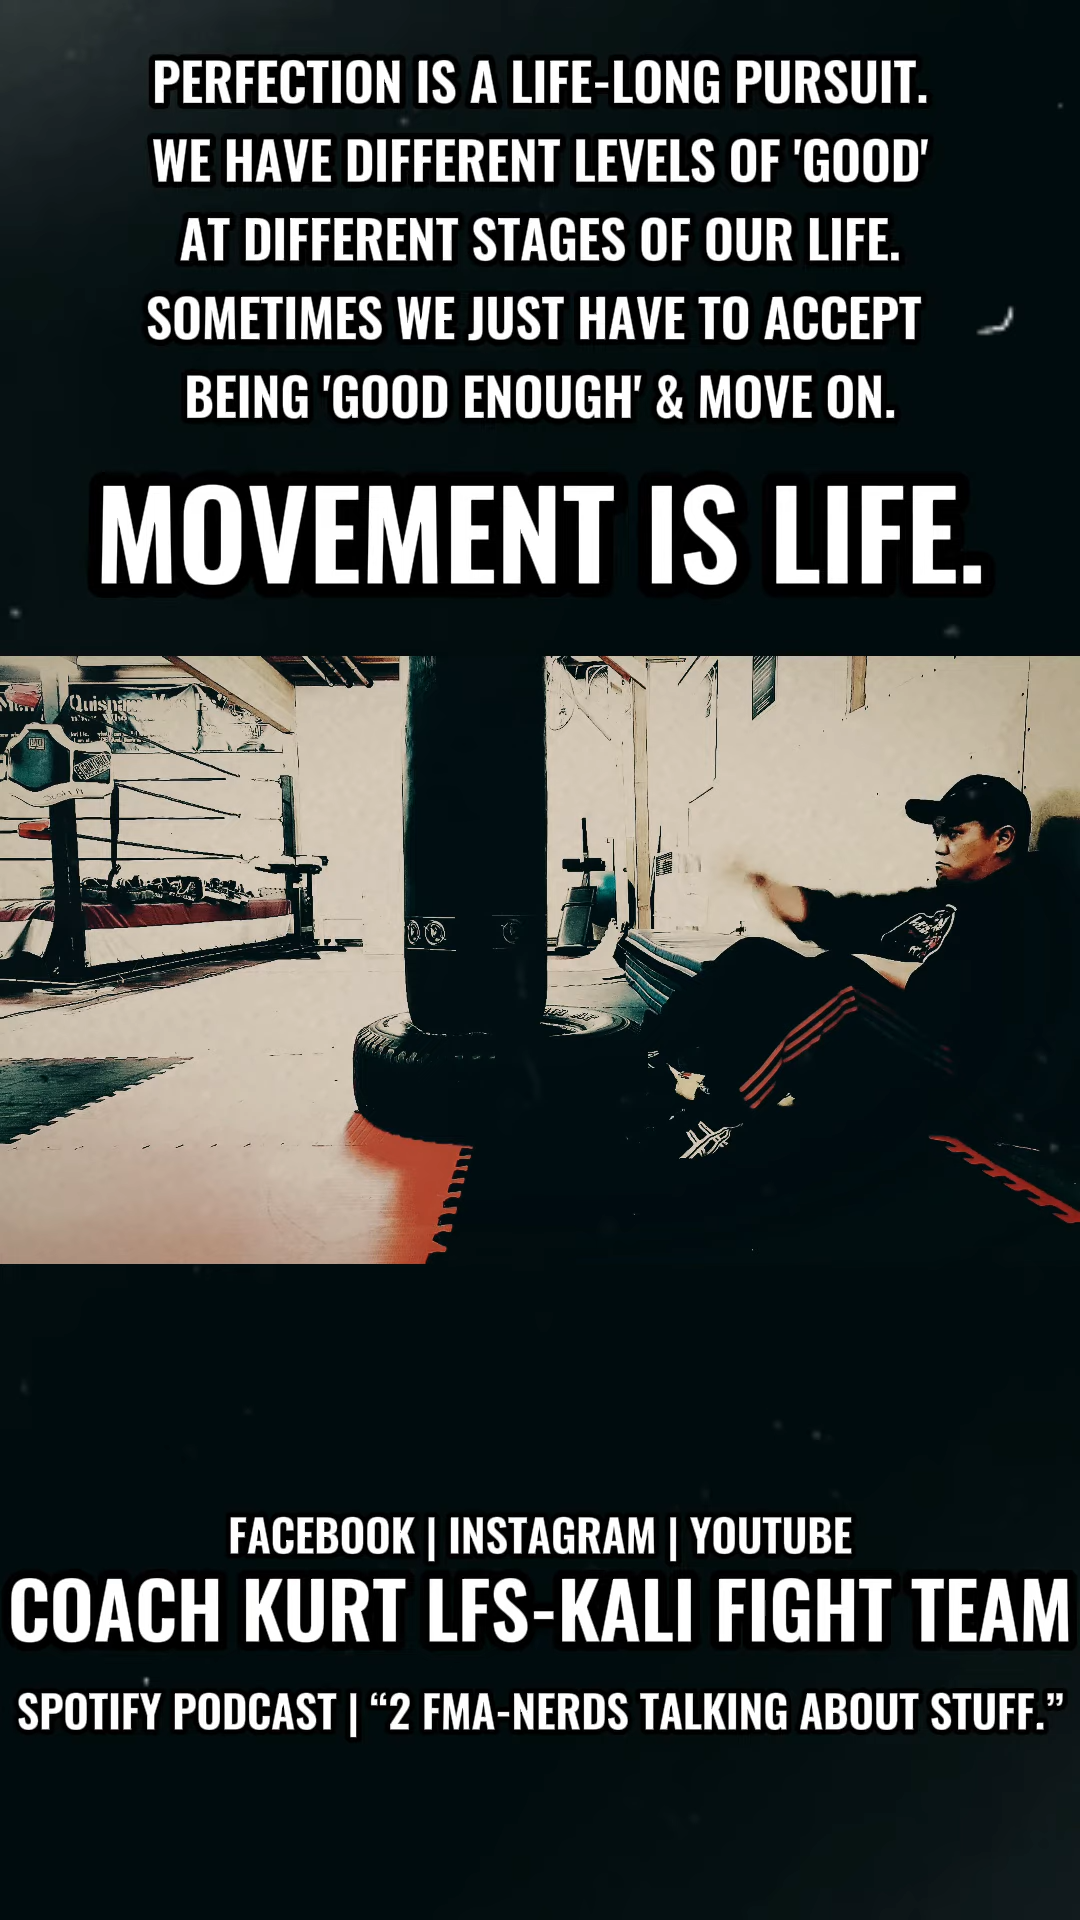 PERFECTION IS A LIFE-LONG PURSUIT.
WE HAVE DIFFERENT LEVELS OF 'GOOD'
AT DIFFERENT STAGES OF OUR LIFE.
SOMETIMES WE JUST HAVE TO ACCEPT
BEING 'GOOD ENOUGH' & MOVE ON.
MOVEMENT IS LIFE.
FACEBOOK | INSTAGRAM | YOUTUBE
COACH KURT LFS-KALI FIGHT TEAM
SPOTIFY PODCAST | “2 FMA-NERDS TALKING ABOUT STUFF.”